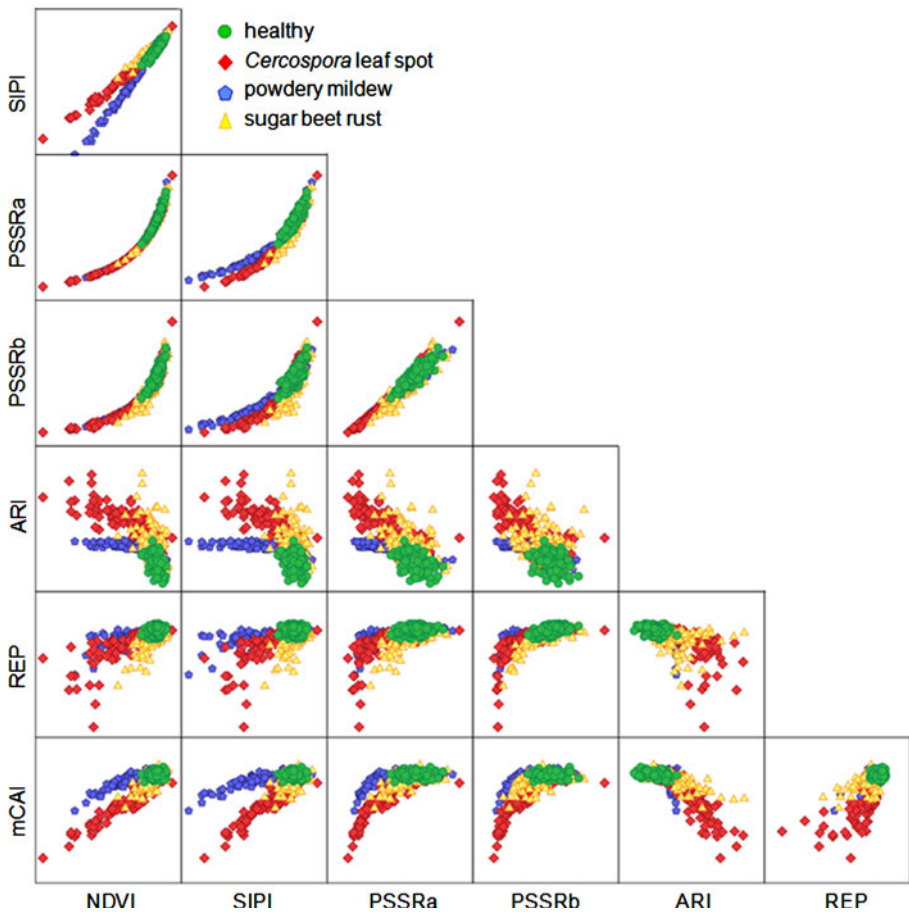 healthy
Cercospora leaf spot
powdery mildew
sugar beet rust
SIPI
PSSRa
PSSRb
ARI
REP
mCAI
NDVI SIPI PSSRa PSSRb ARI REP